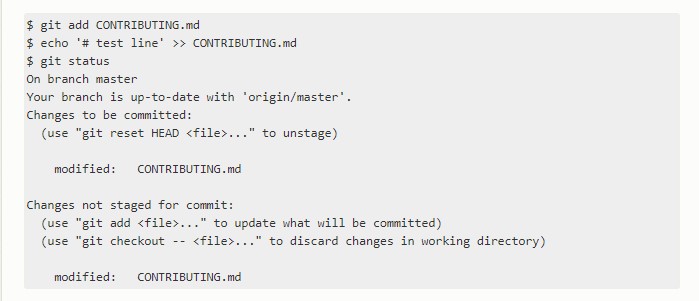 $ git add CONTRIBUTING.md
$ echo '# test line' >> CONTRIBUTING.md
$ git status
On branch master
Your branch is up-to-date with 'origin/master'.
Changes to be committed:
  (use "git reset HEAD <file>..." to unstage)

    modified:   CONTRIBUTING.md

Changes not staged for commit:
  (use "git add <file>..." to update what will be committed)
  (use "git checkout -- <file>..." to discard changes in working directory)

    modified:   CONTRIBUTING.md